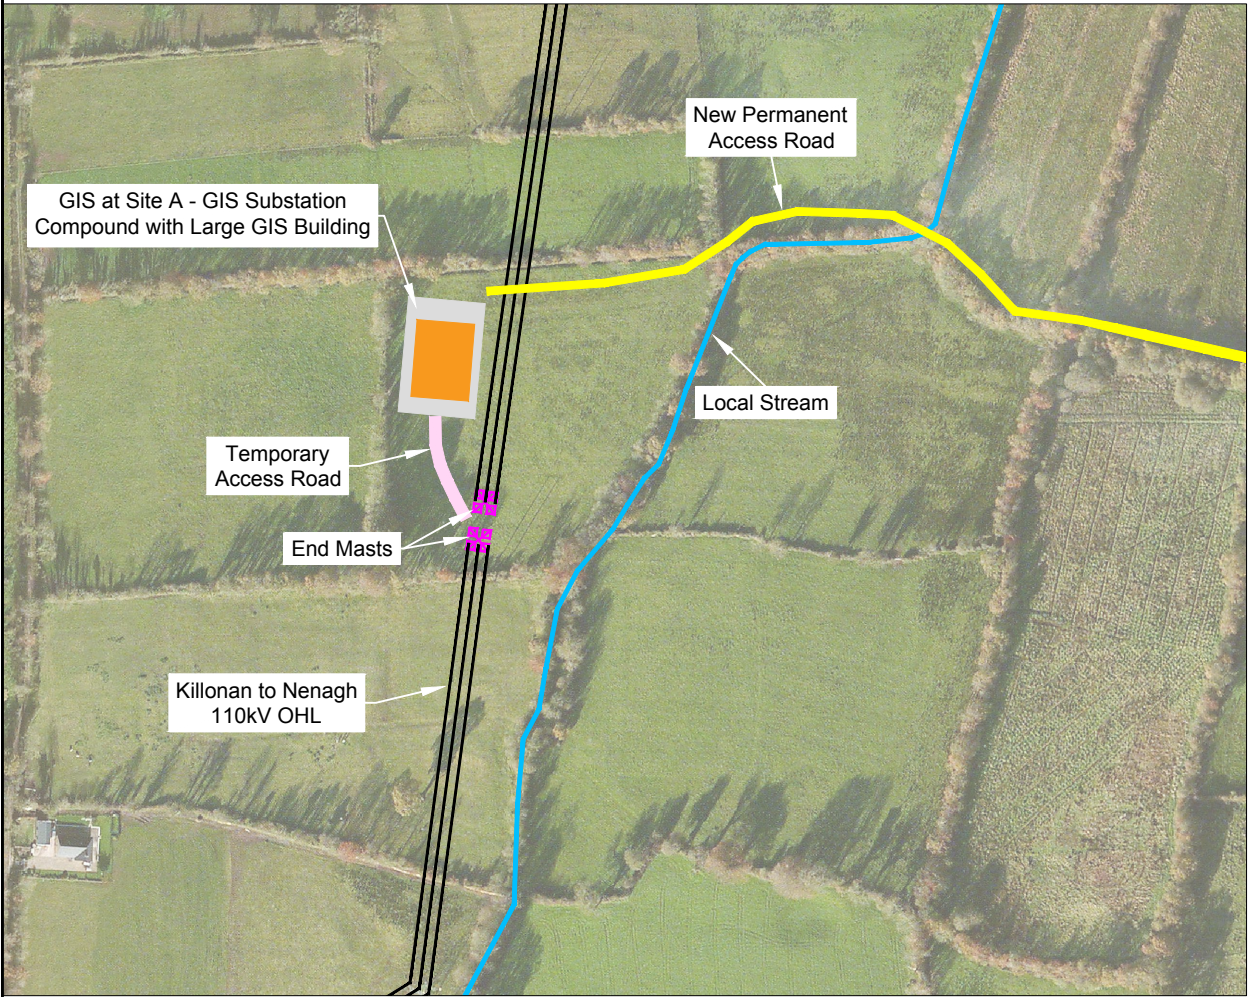 New Permanent
Access Road
GIS at Site A - GIS Substation
Compound with Large GIS Building
Local Stream
Temporary
Access Road
End Masts
Killonan to Nenagh
110kV OHL